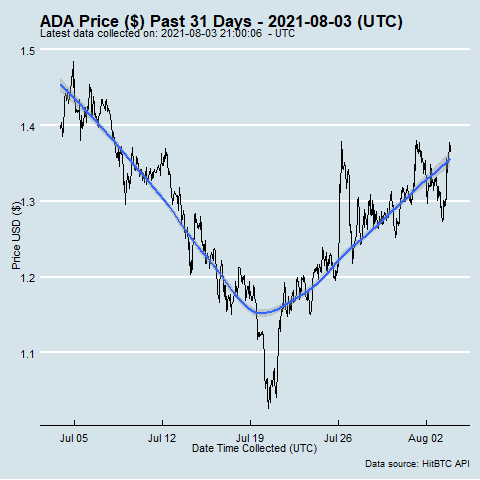 ADA Price ($) Past 31 Days - 2021-08-03 (UTC)
Latest data collected on: 2021-08-03 21:00:06 - UTC
1.5
1.4
1.3
1.2
1.1
Price USD ($)
Jul 05 Jul 12 Jul 19 Jul 26 Aug 02
Date Time Collected (UTC)
Data source: HitBTC API